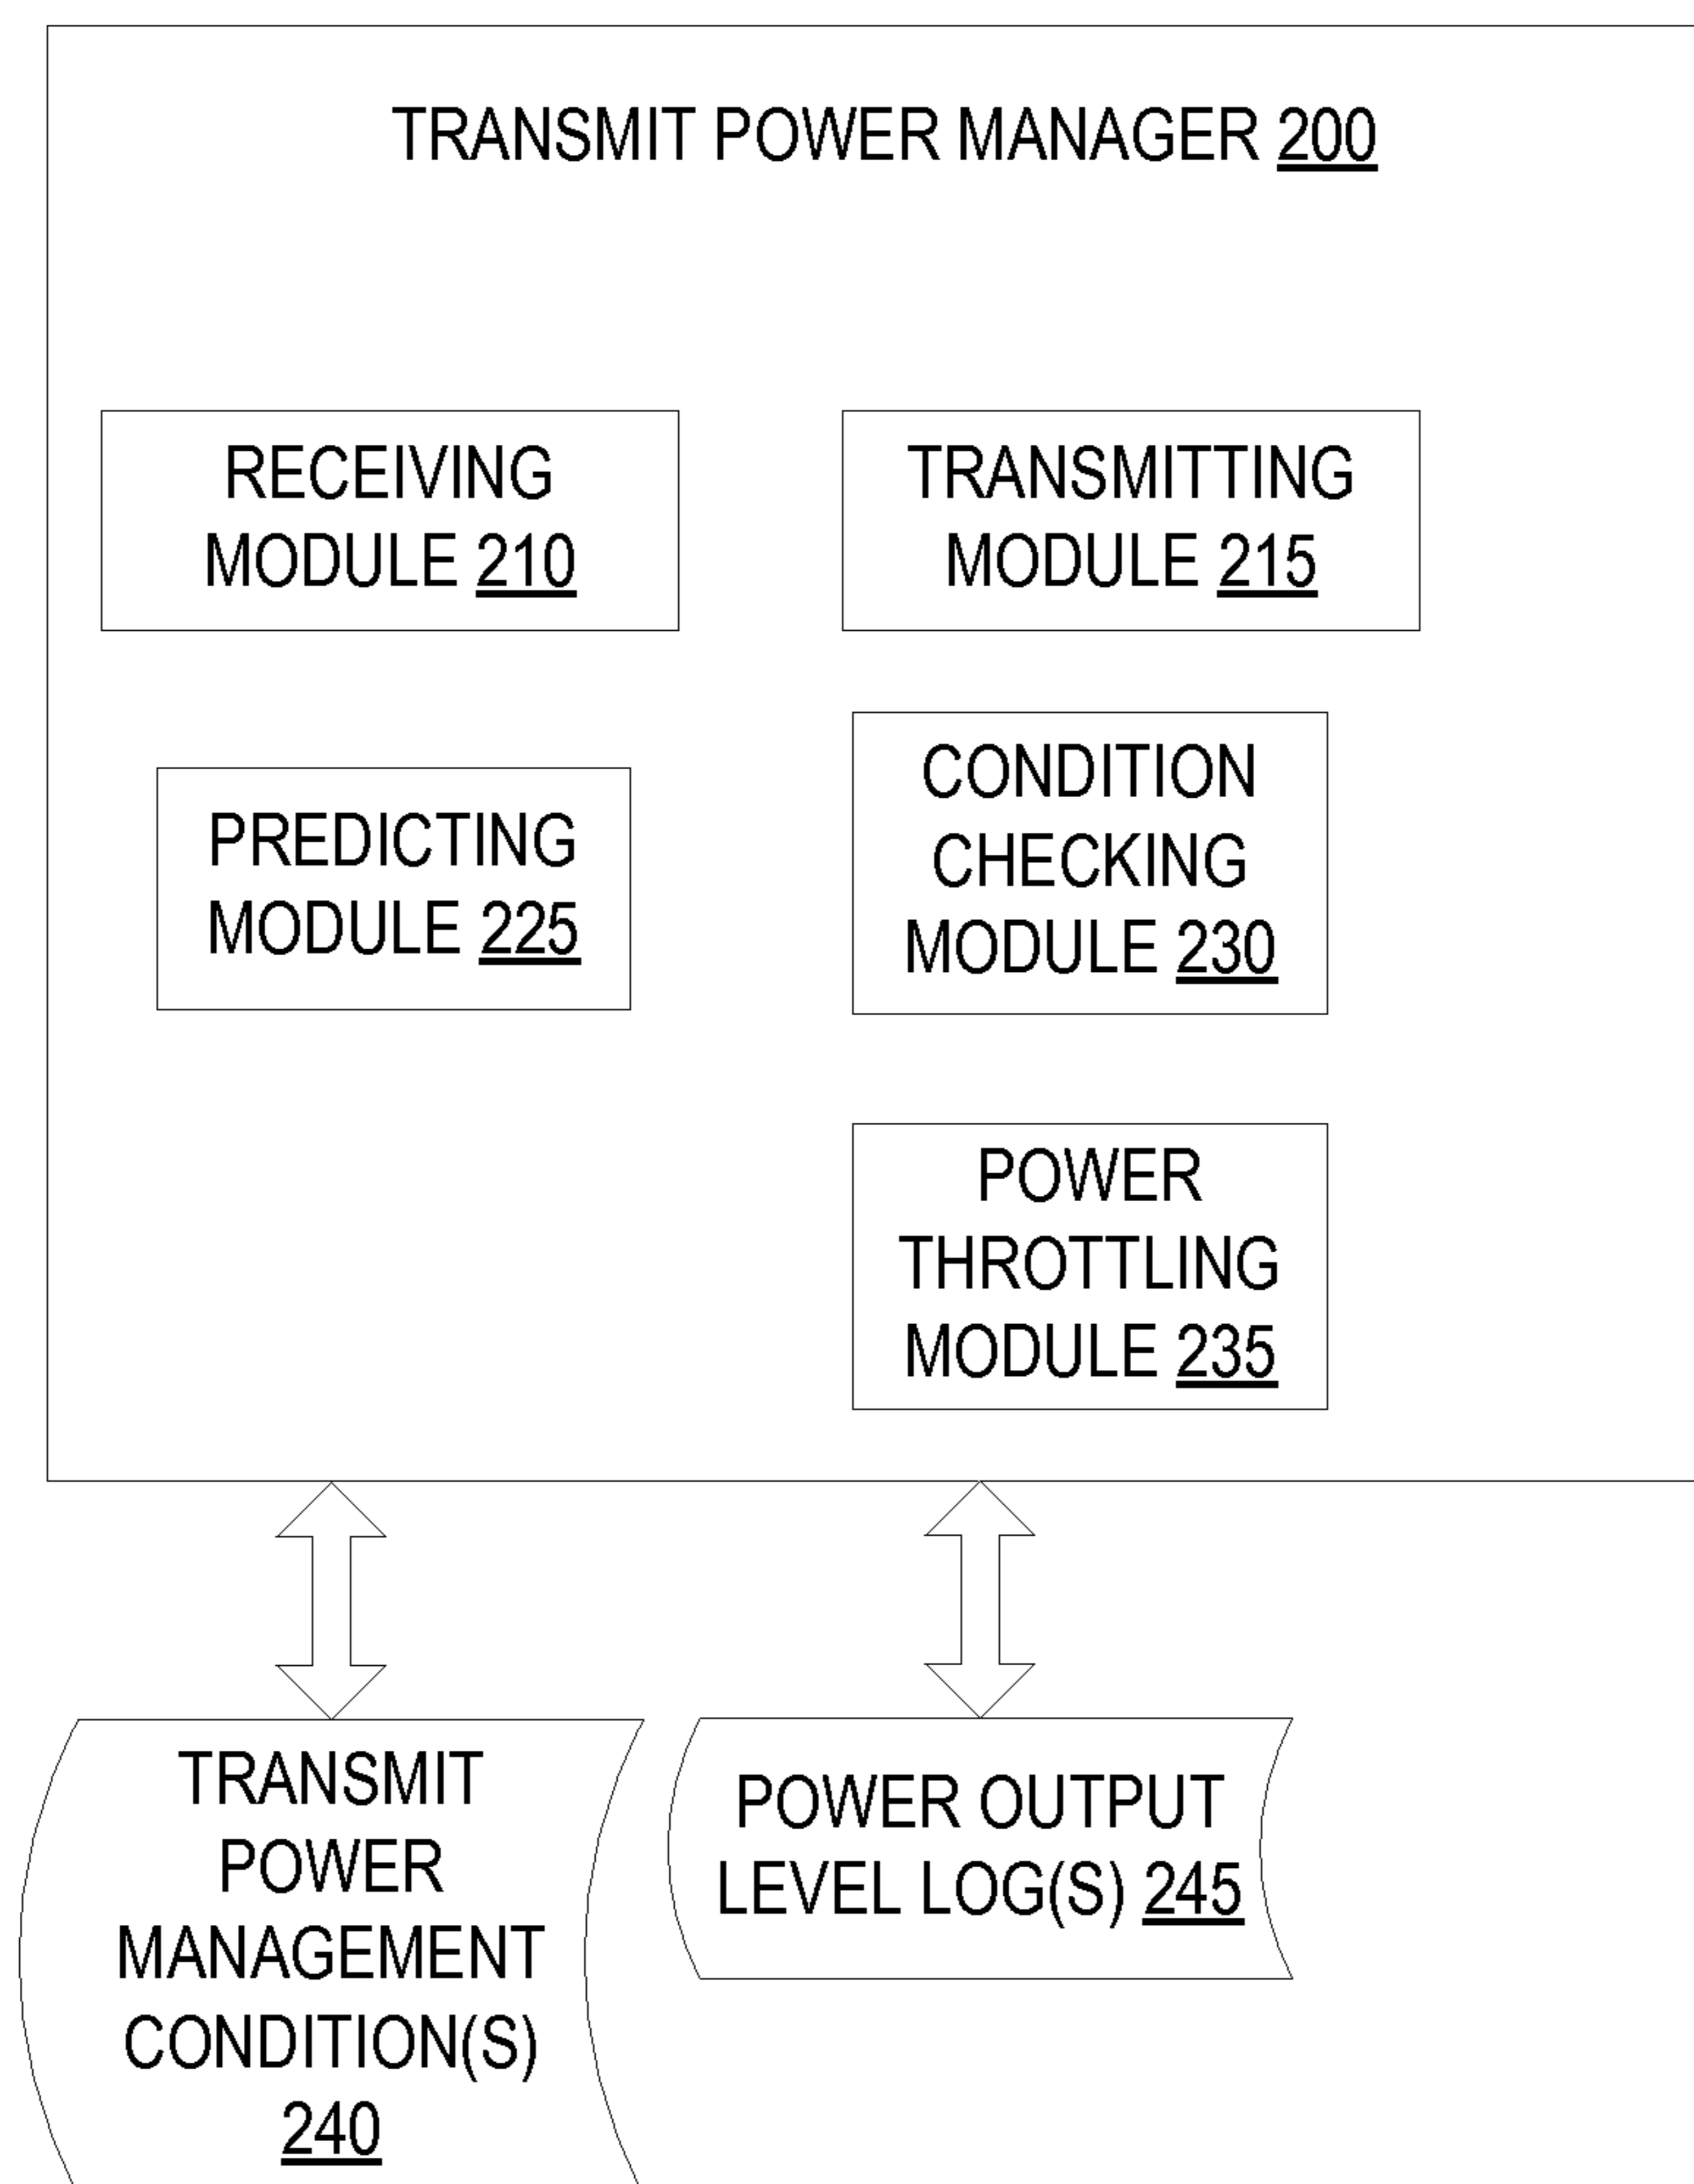 TRANSMIT POWER MANAGER 200
RECEIVING
MODULE 210
TRANSMITTING
MODULE 215
PREDICTING
MODULE 225
CONDITION
CHECKING
MODULE 230
POWER
THROTTLING
MODULE 235
TRANSMIT
POWER
MANAGEMENT
CONDITION(S)
240
POWER OUTPUT
LEVEL LOG(S) 245